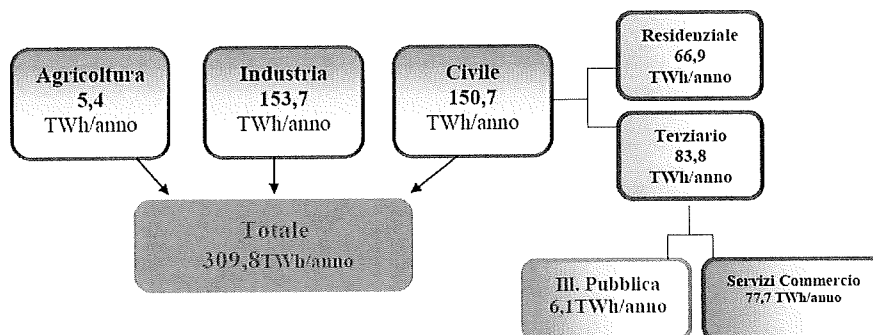 Agricoltura
5,4
TWh/anno
Industria
153,7
TWh/anno
Civile
150,7
TWh/anno
Residenziale
66,9
TWh/anno
Terziario
83,8
TWh/anno
Totale
309,8TWh/anno
Ill. Pubblica
6,1TWh/anno
Servizi Commercio
77,7 TWh/anno